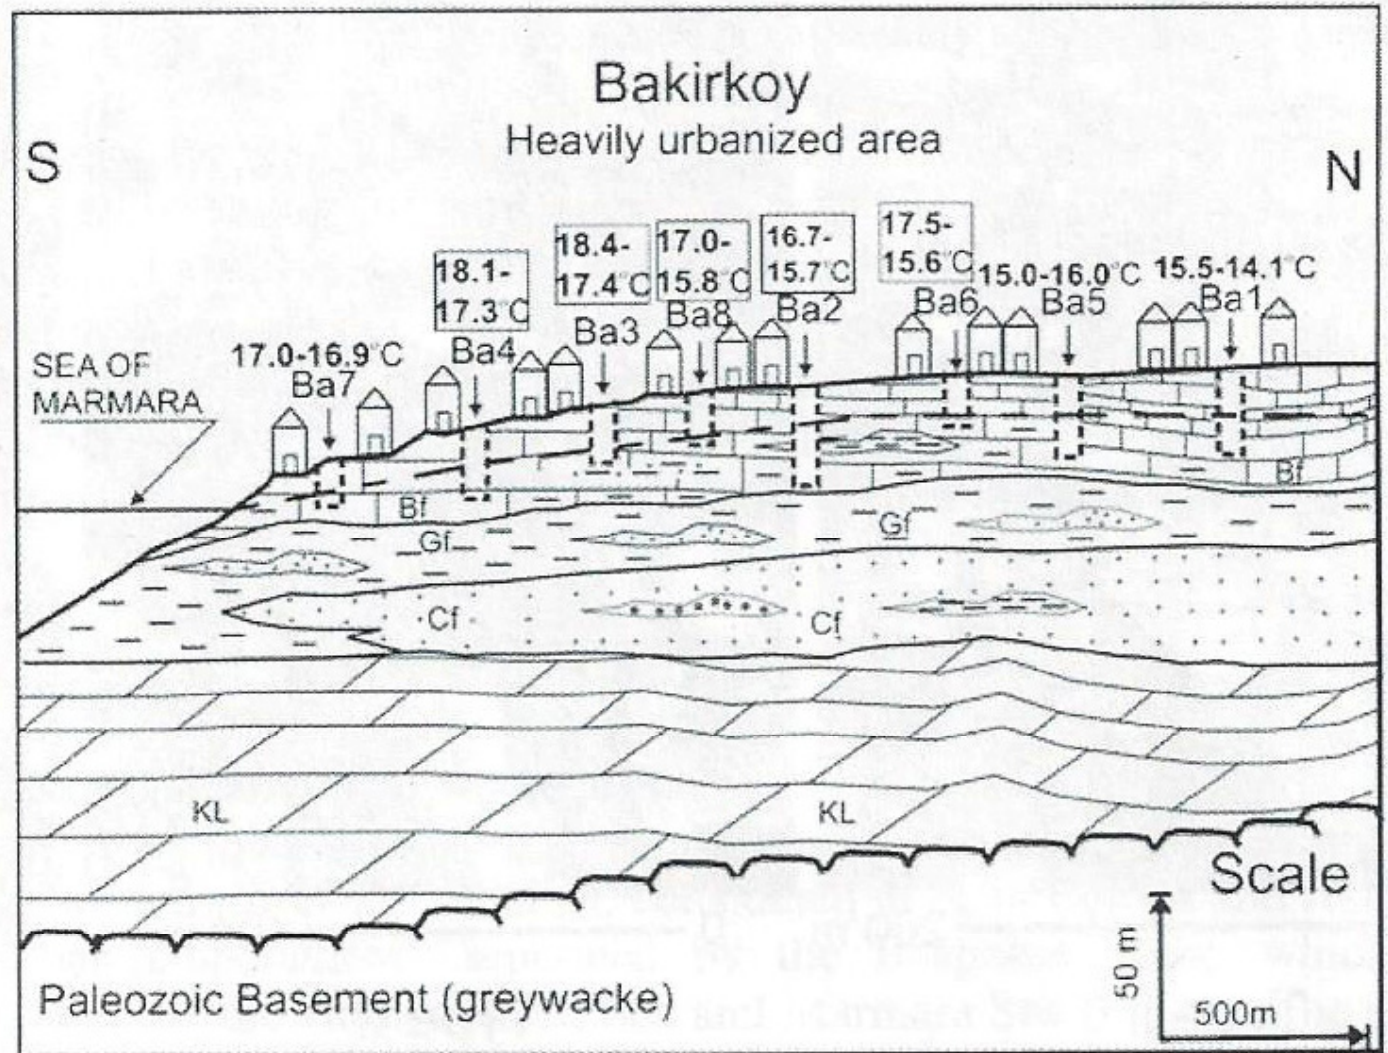 Bakirkoy
Heavily urbanized area
S
N
17.5-
15.6°C
16.7-
15.7°C
17.0-
15.8°C
18.4-
17.4°C
18.1-
17.3°C
15.0-16.0°C
15.5-14.1°C
17.0-16.9°C
Ba7
Ba4
Ba3
Ba8
Ba2
Ba6
Ba5
Ba1
SEA OF
MARMARA
Bf
Bf
Gf
Gf
Cf
Cf
KL
KL
Scale
50 m
500m
Paleozoic Basement (greywacke)